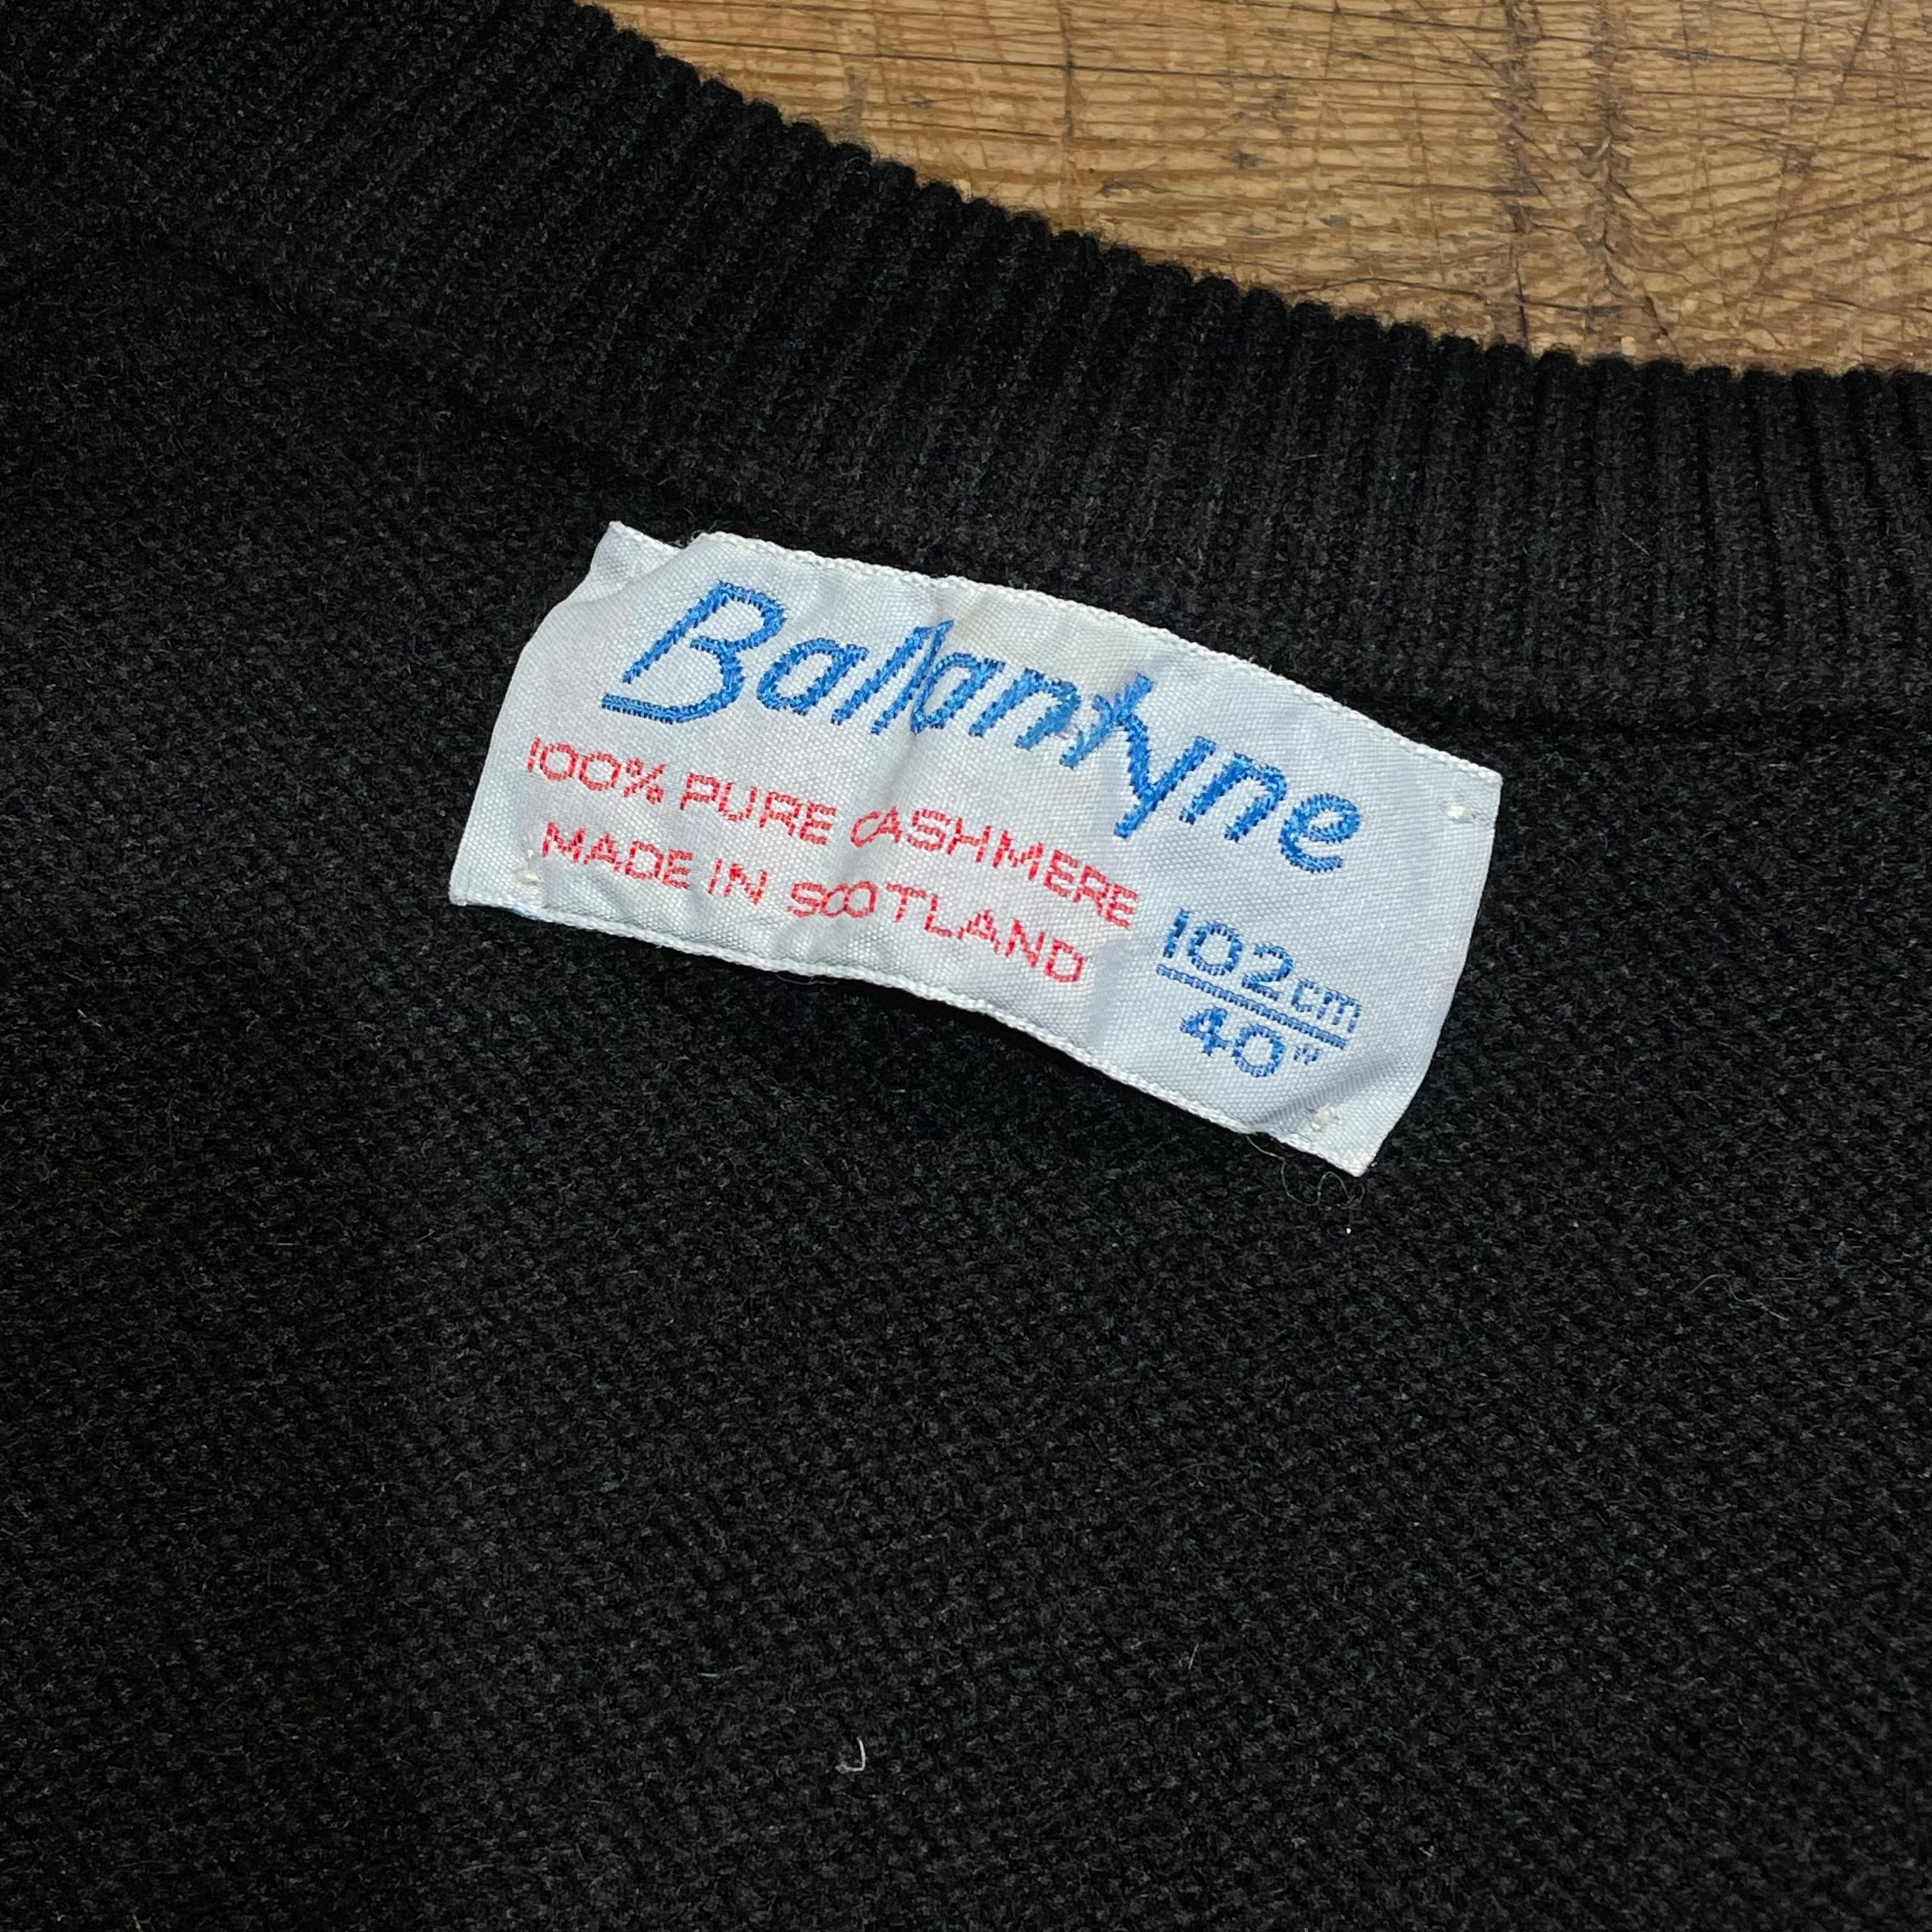 Ballantyne
100% PURE CASHMERE
MADE IN SCOTLAND
102cm
40"